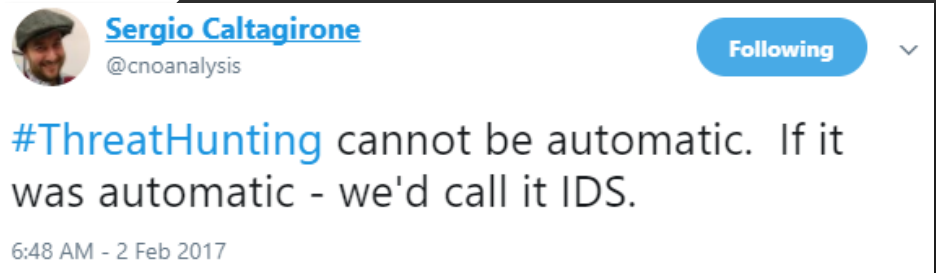 Sergio Caltagirone
@cnoanalysis
Following
#ThreatHunting cannot be automatic.  If it
was automatic - we'd call it IDS.
6:48 AM - 2 Feb 2017